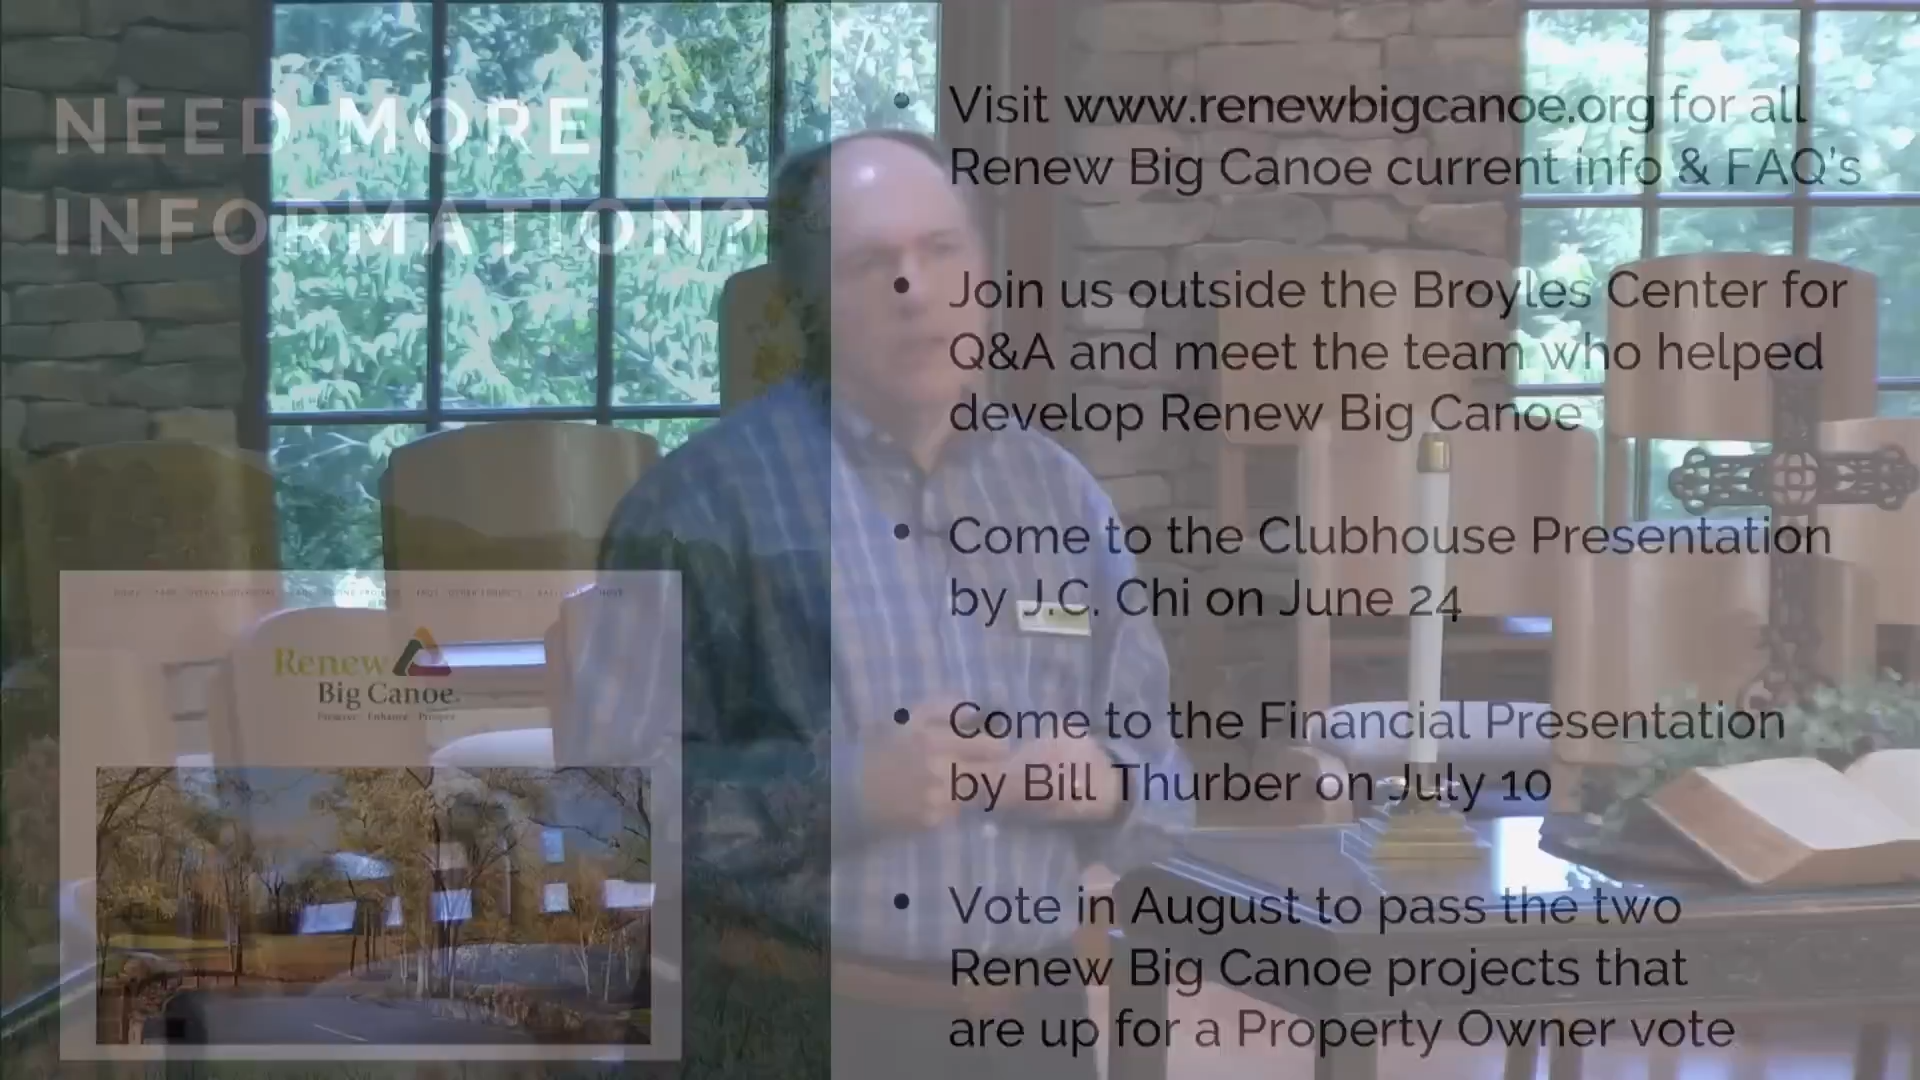 NEED MORE
INFORMATION?
Renew
Big Canoe
Preserve Enhance Prosper
• Visit www.renewbigcanoe.org for all
Renew Big Canoe current info & FAQ's
• Join us outside the Broyles Center for
Q&A and meet the team who helped
develop Renew Big Canoe
• Come to the Clubhouse Presentation
by J.C. Chi on June 24
• Come to the Financial Presentation
by Bill Thurber on July 10
• Vote in August to pass the two
Renew Big Canoe projects that
are up for a Property Owner vote